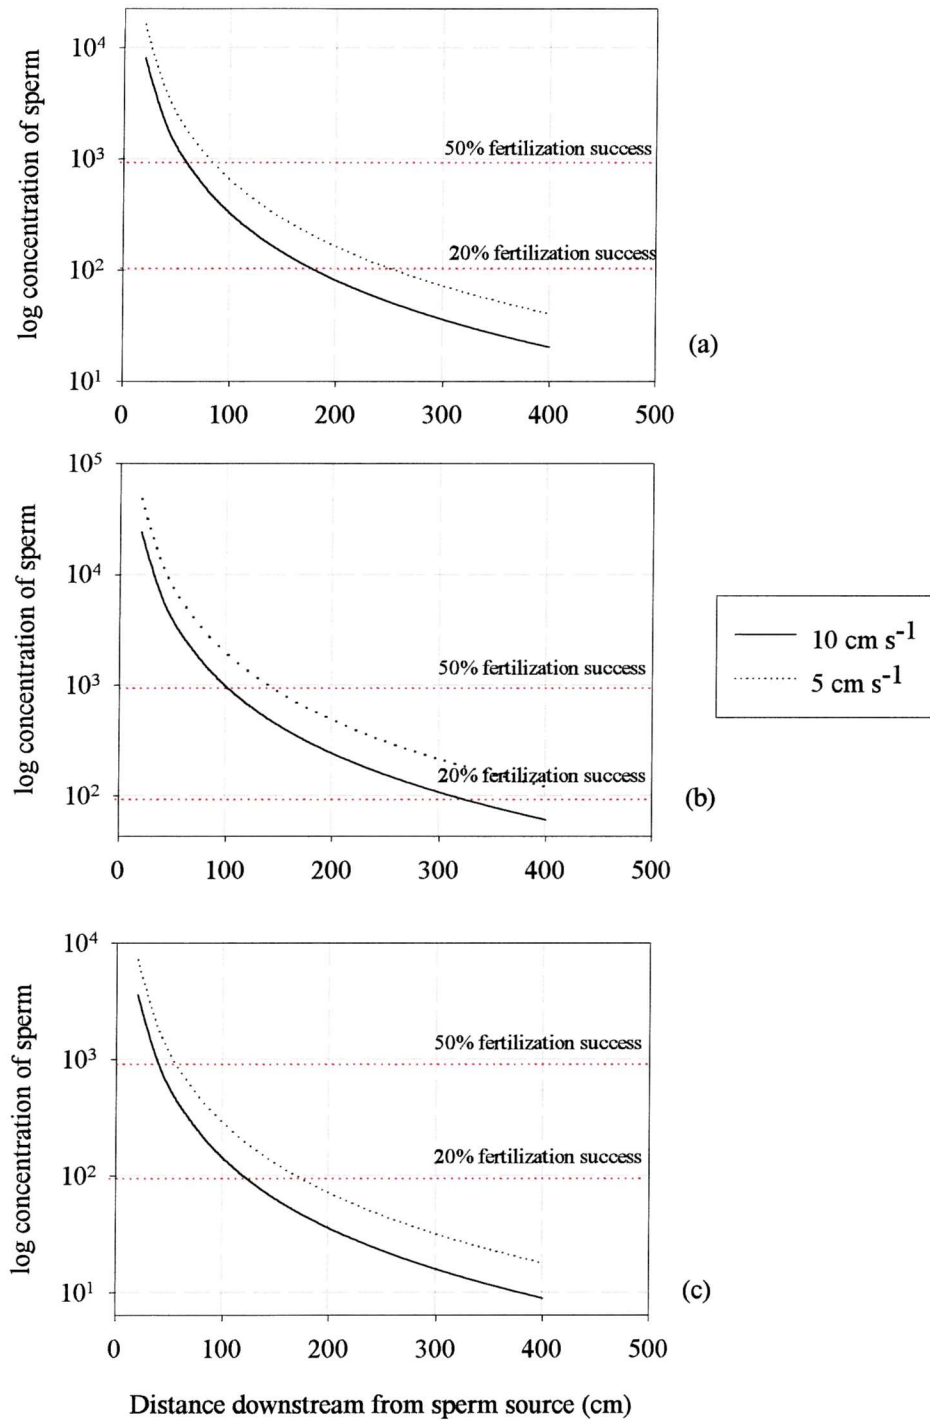 log concentration of sperm
10⁴
10³
10²
10¹
50% fertilization success
20% fertilization success
0 100 200 300 400 500
(a)
log concentration of sperm
10⁵
10⁴
10³
10²
50% fertilization success
20% fertilization success
0 100 200 300 400 500
(b)
10 cm s⁻¹
5 cm s⁻¹
log concentration of sperm
10⁴
10³
10²
10¹
50% fertilization success
20% fertilization success
0 100 200 300 400 500
(c)
Distance downstream from sperm source (cm)